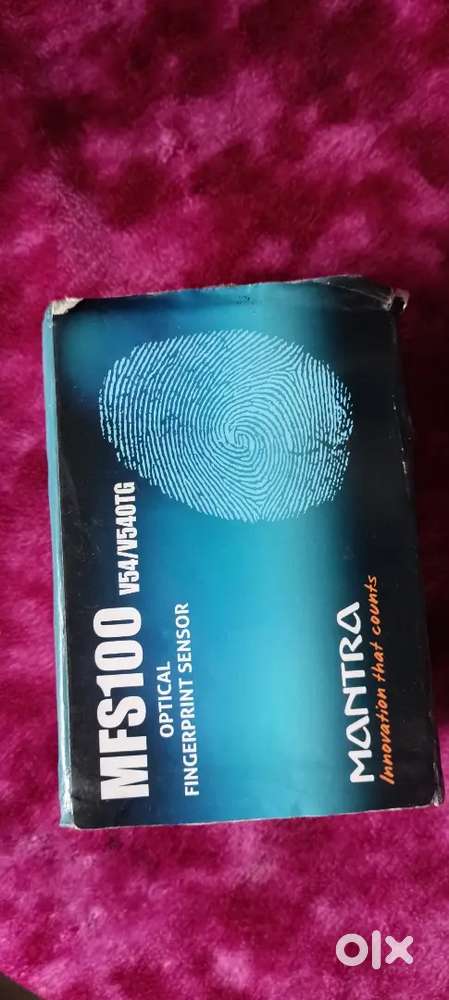 MFS100 V54/V540TG
OPTICAL
FINGERPRINT SENSOR
MANTRA
Innovation that counts
olx